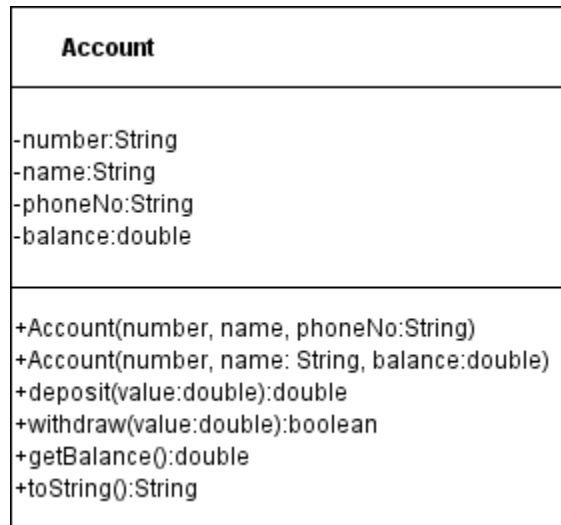 Account
-number:String
-name:String
-phoneNo:String
-balance:double
+Account(number, name, phoneNo:String)
+Account(number, name: String, balance:double)
+deposit(value:double):double
+withdraw(value:double):boolean
+getBalance():double
+toString():String